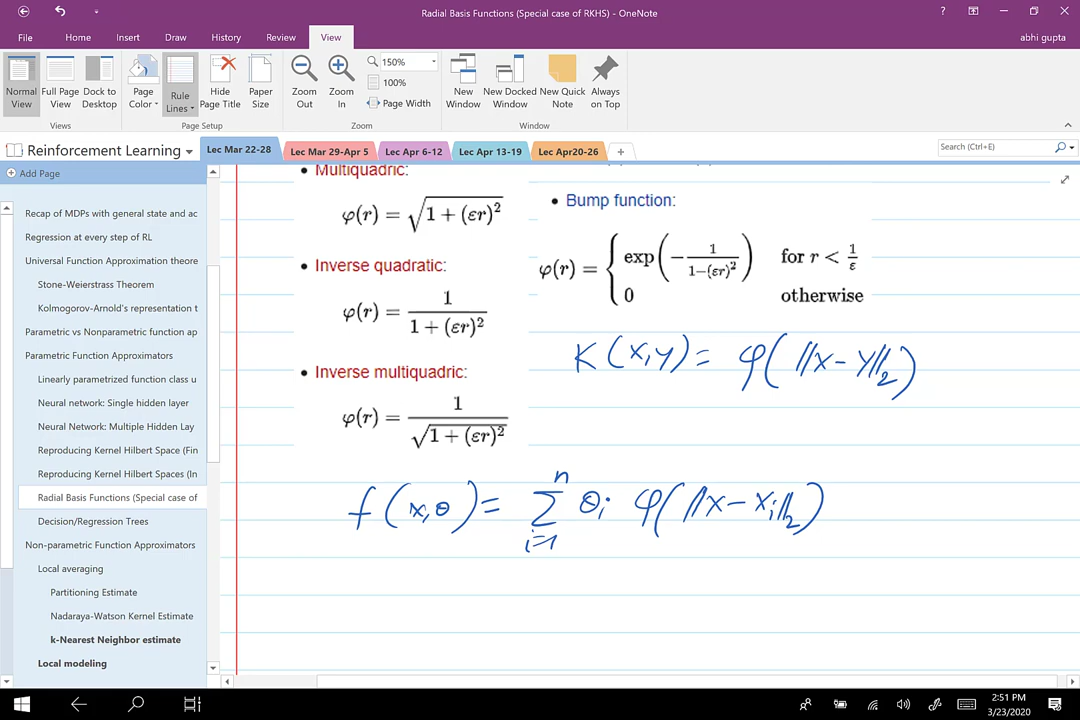 Radial Basis Functions (Special case of RKHS) - OneNote
File Home Insert Draw History Review View
abhi gupta
Normal View
Full Page View
Dock to Desktop
Views
Page Color
Rule Lines
Hide Page Title
Paper Size
Page Setup
Zoom Out
Zoom In
150%
100%
Page Width
Zoom
New Window
New Docked Window
New Quick Note
Always on Top
Window
Reinforcement Learning
Lec Mar 22-28
Lec Mar 29-Apr 5
Lec Apr 6-12
Lec Apr 13-19
Lec Apr20-26
Search (Ctrl+E)
Add Page
Recap of MDPs with general state and ac
Regression at every step of RL
Universal Function Approximation theore
Stone-Weierstrass Theorem
Kolmogorov-Arnold's representation t
Parametric vs Nonparametric function ap
Parametric Function Approximators
Linearly parametrized function class u
Neural network: Single hidden layer
Neural Network: Multiple Hidden Lay
Reproducing Kernel Hilbert Space (Fin
Reproducing Kernel Hilbert Spaces (In
Radial Basis Functions (Special case of
Decision/Regression Trees
Non-parametric Function Approximators
Local averaging
Partitioning Estimate
Nadaraya-Watson Kernel Estimate
k-Nearest Neighbor estimate
Local modeling
• Multiquadric:
φ(r) = √(1 + (εr)²)
• Inverse quadratic:
φ(r) = 1 / (1 + (εr)²)
• Inverse multiquadric:
φ(r) = 1 / √(1 + (εr)²)
• Bump function:
φ(r) = { exp(−1 / (1−(εr)²)) for r < 1/ε
0 otherwise
K(x,y) = φ(||x−y||₂)
f(x,θ) = ∑ᵢ₌₁ⁿ θᵢ φ(||x−xᵢ||₂)
2:51 PM
3/23/2020